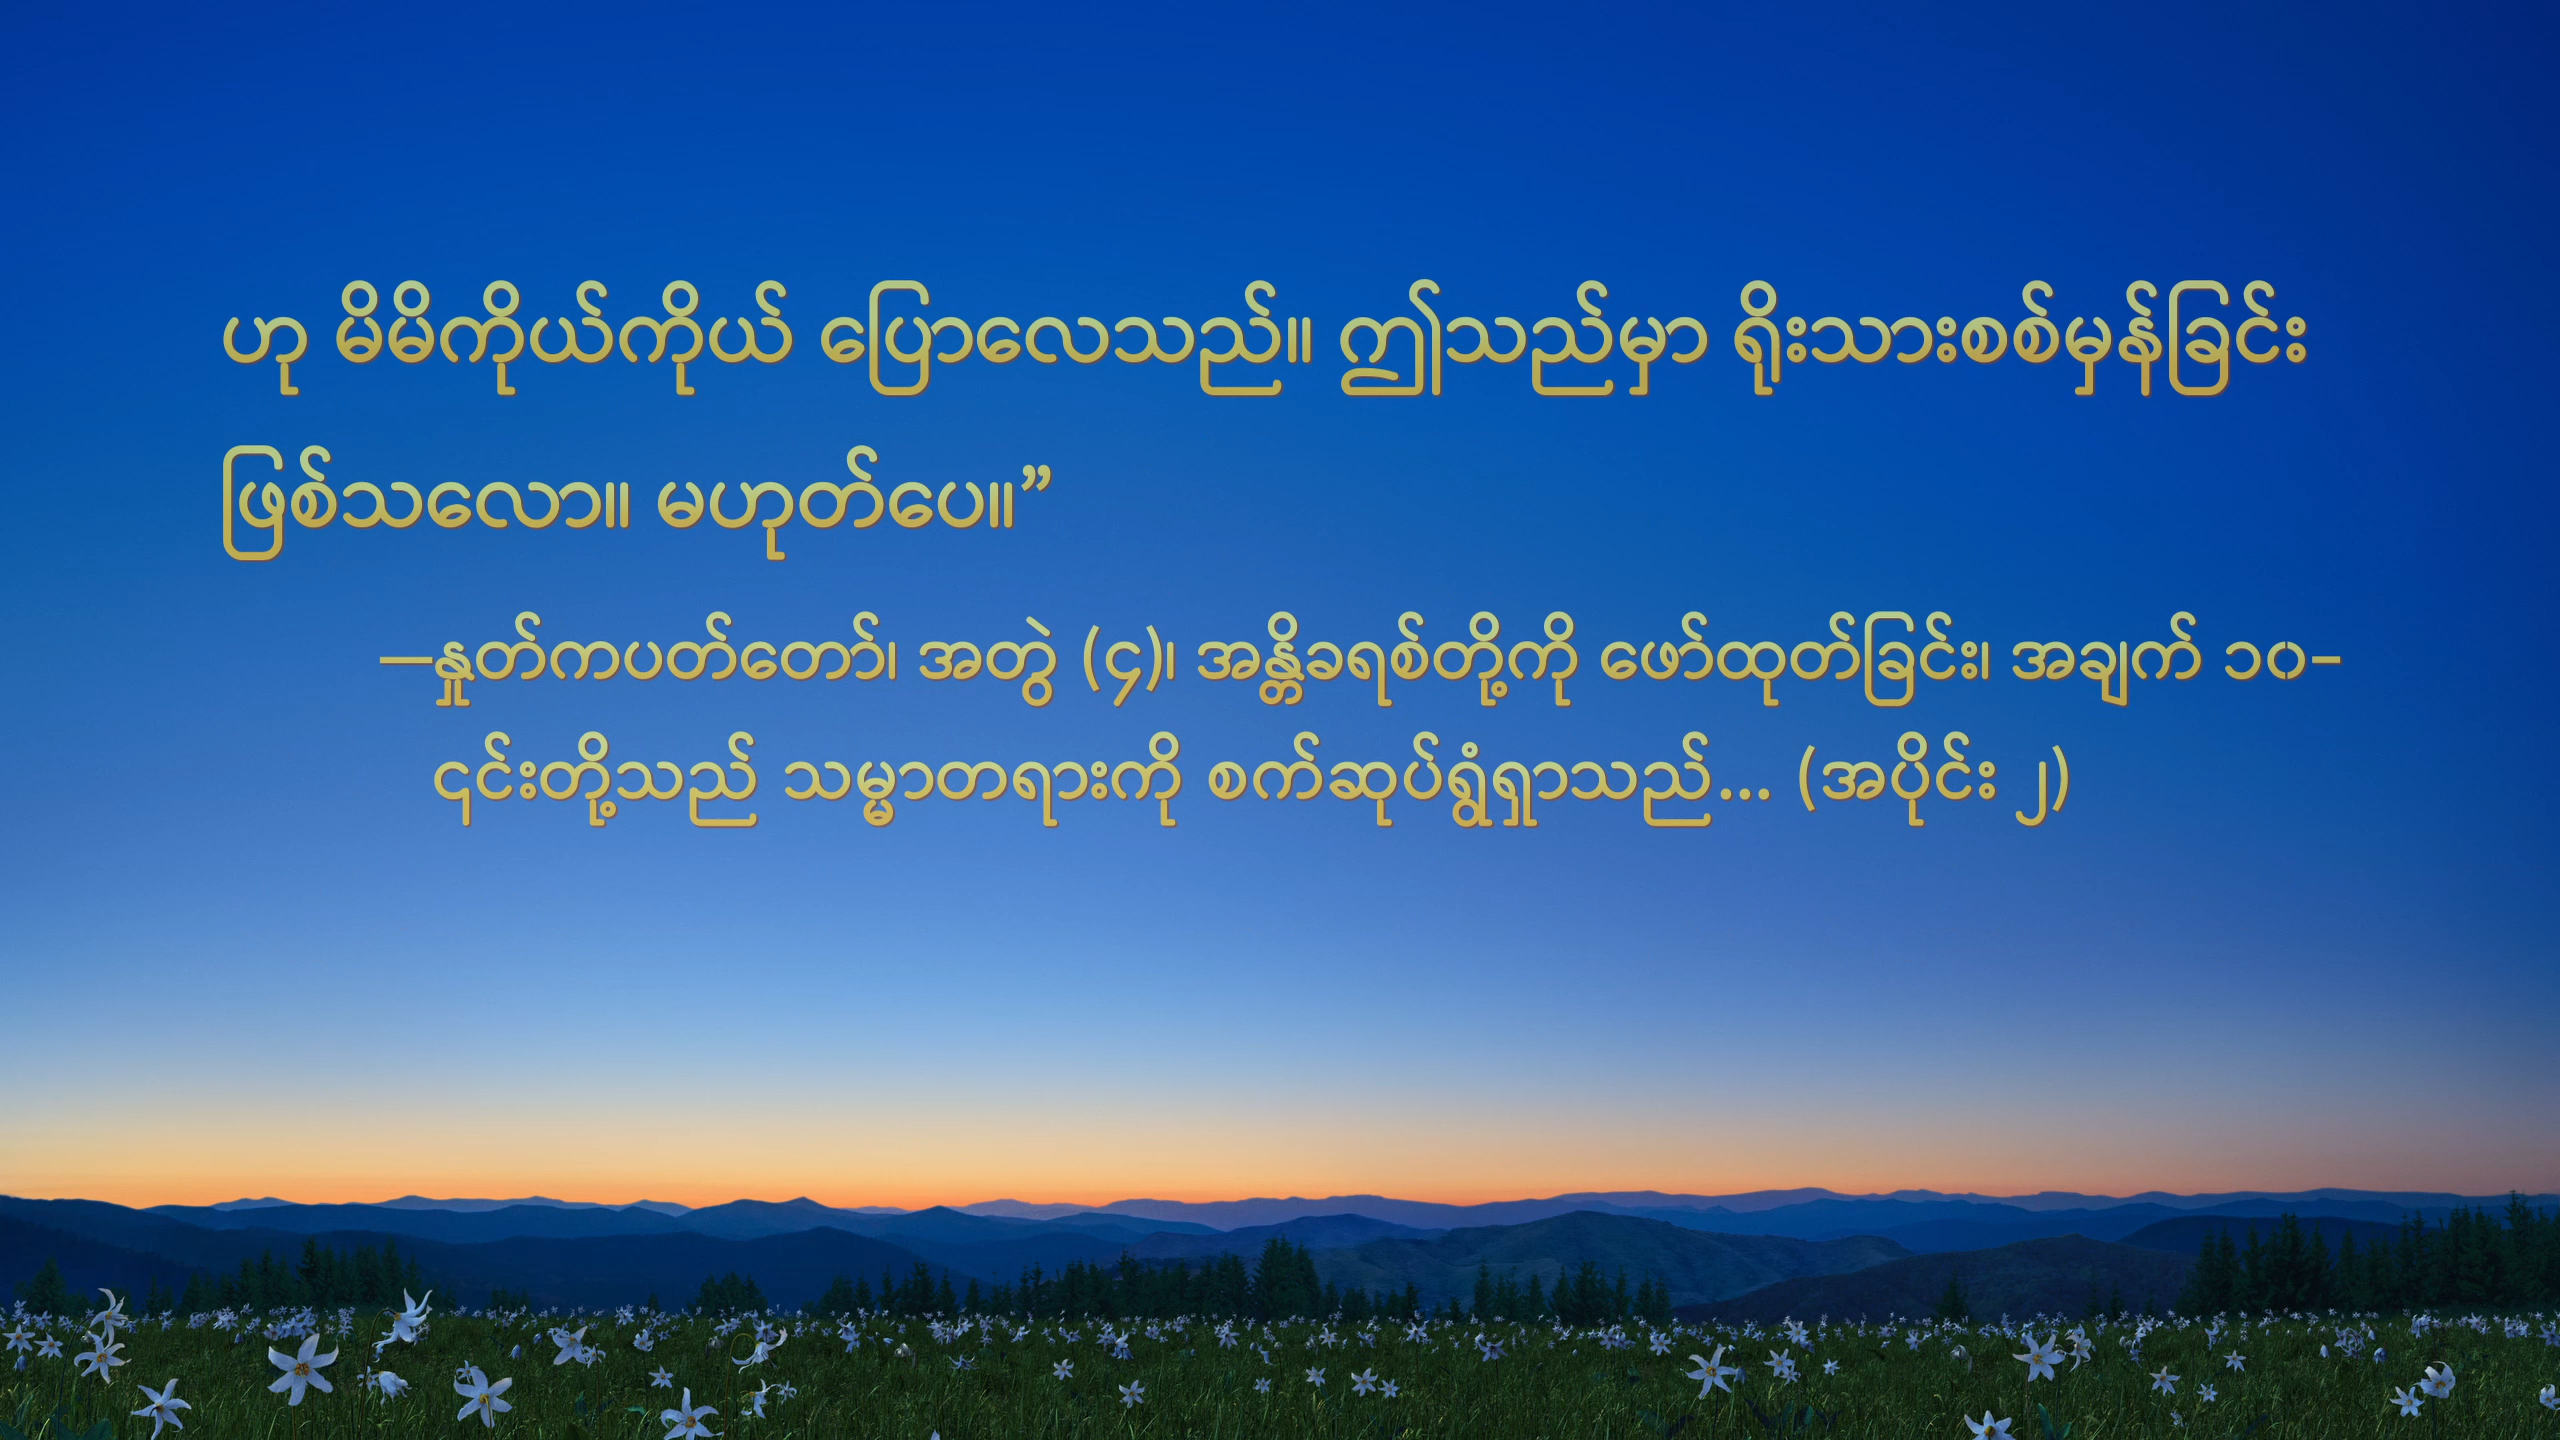 ဟု မိမိကိုယ်ကိုယ် ပြောလေသည်။ ဤသည်မှာ ရိုးသားစစ်မှန်ခြင်း
ဖြစ်သလော။ မဟုတ်ပေ။”
—နှုတ်ကပတ်တော်၊ အတွဲ (၄)၊ အန္တိခရစ်တို့ကို ဖော်ထုတ်ခြင်း၊ အချက် ၁၀–
၎င်းတို့သည် သမ္မာတရားကို စက်ဆုပ်ရွံရှာသည်... (အပိုင်း ၂)